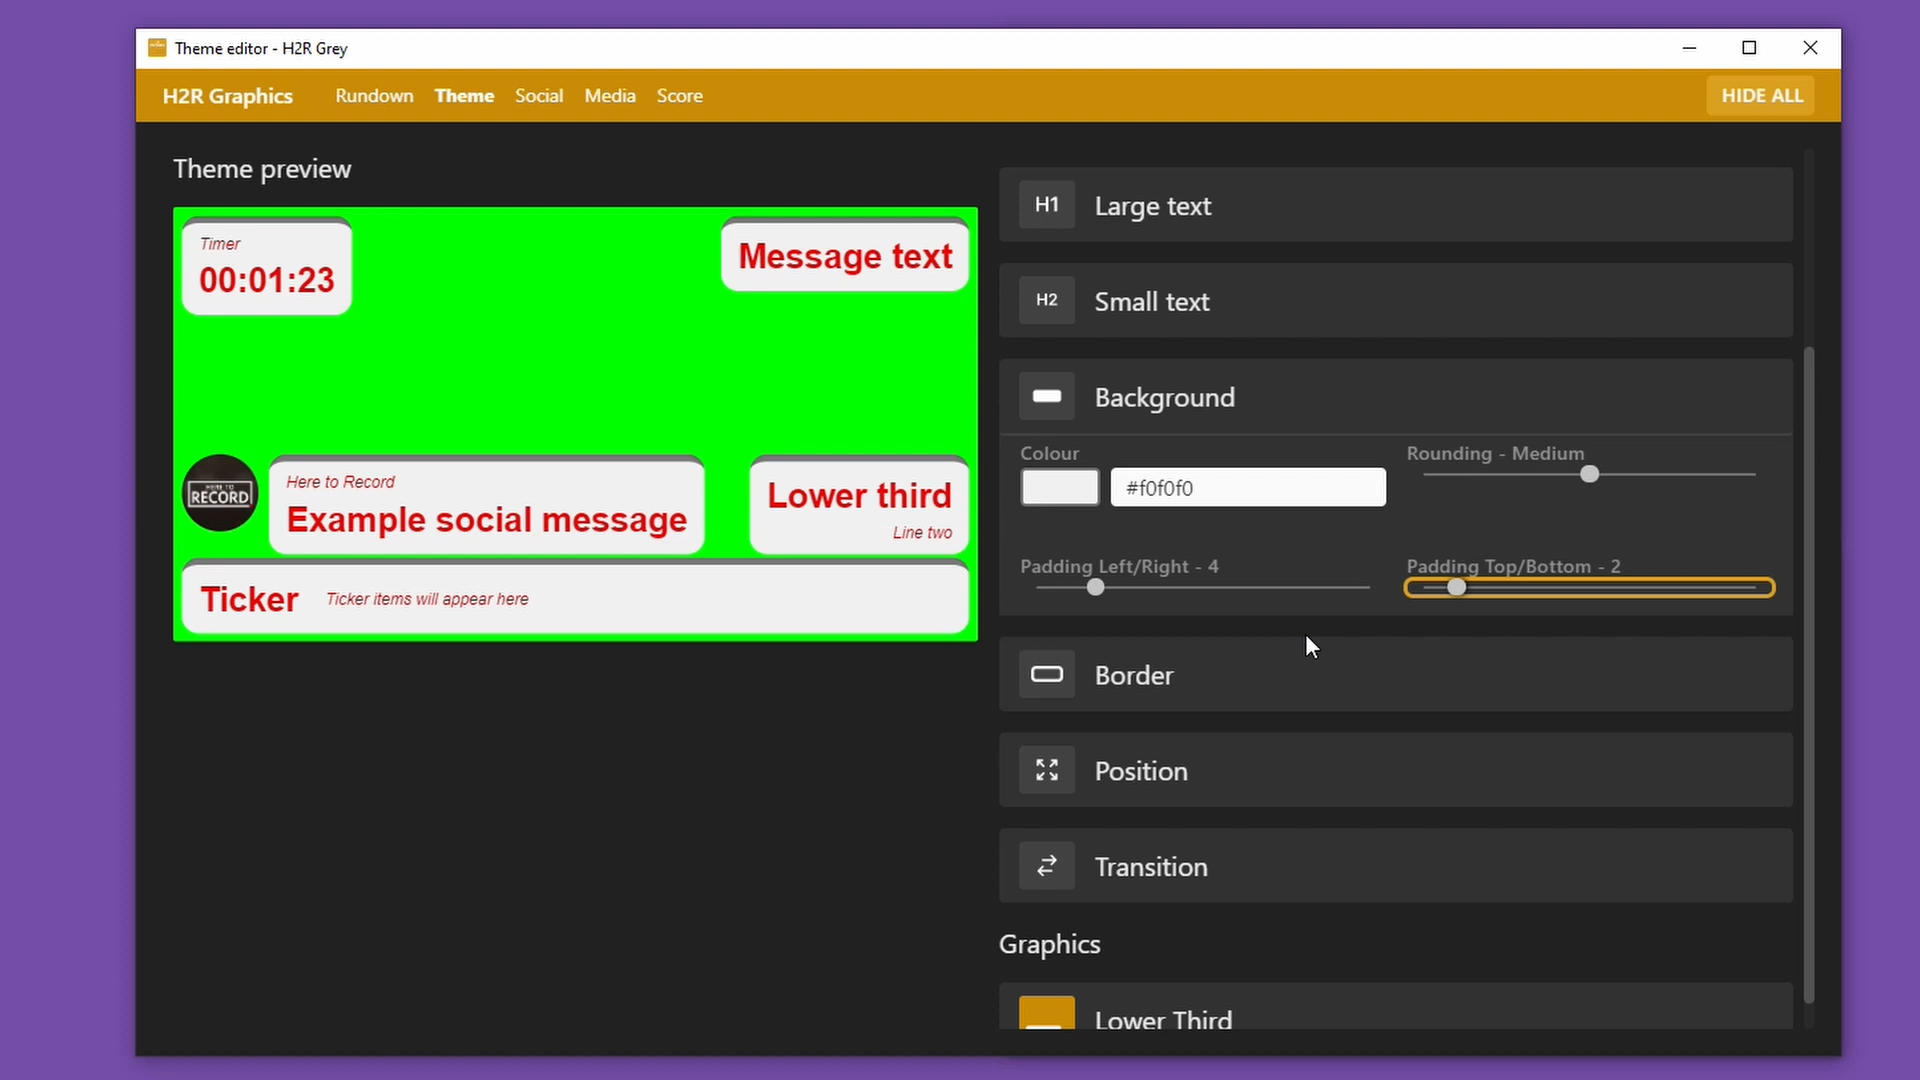 Theme editor - H2R Grey
H2R Graphics Rundown Theme Social Media Score HIDE ALL
Theme preview
Timer
00:01:23
Message text
HERE TO
RECORD
Here to Record
Example social message
Lower third
Line two
Ticker Ticker items will appear here
H1 Large text
H2 Small text
Background
Colour
#f0f0f0
Rounding - Medium
Padding Left/Right - 4
Padding Top/Bottom - 2
Border
Position
Transition
Graphics
Lower Third